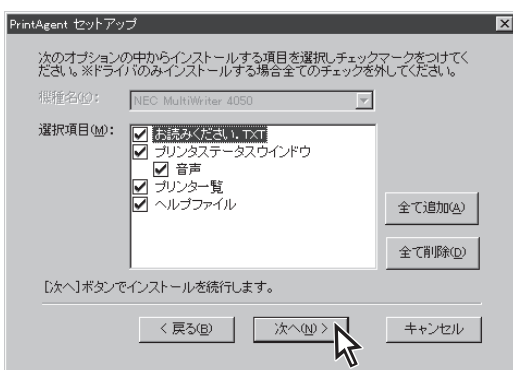 PrintAgent セットアップ
次のオプションの中からインストールする項目を選択しチェックマークをつけてく
ださい。※ドライバのみインストールする場合全てのチェックを外してください。
機種名(K): NEC MultiWriter 4050
選択項目(M):
お読みください.TXT
プリンタステータスウインドウ
音声
プリンター覧
ヘルプファイル
全て追加(A)
全て削除(D)
[次へ]ボタンでインストールを続行します。
< 戻る(B) 次へ(N) > キャンセル